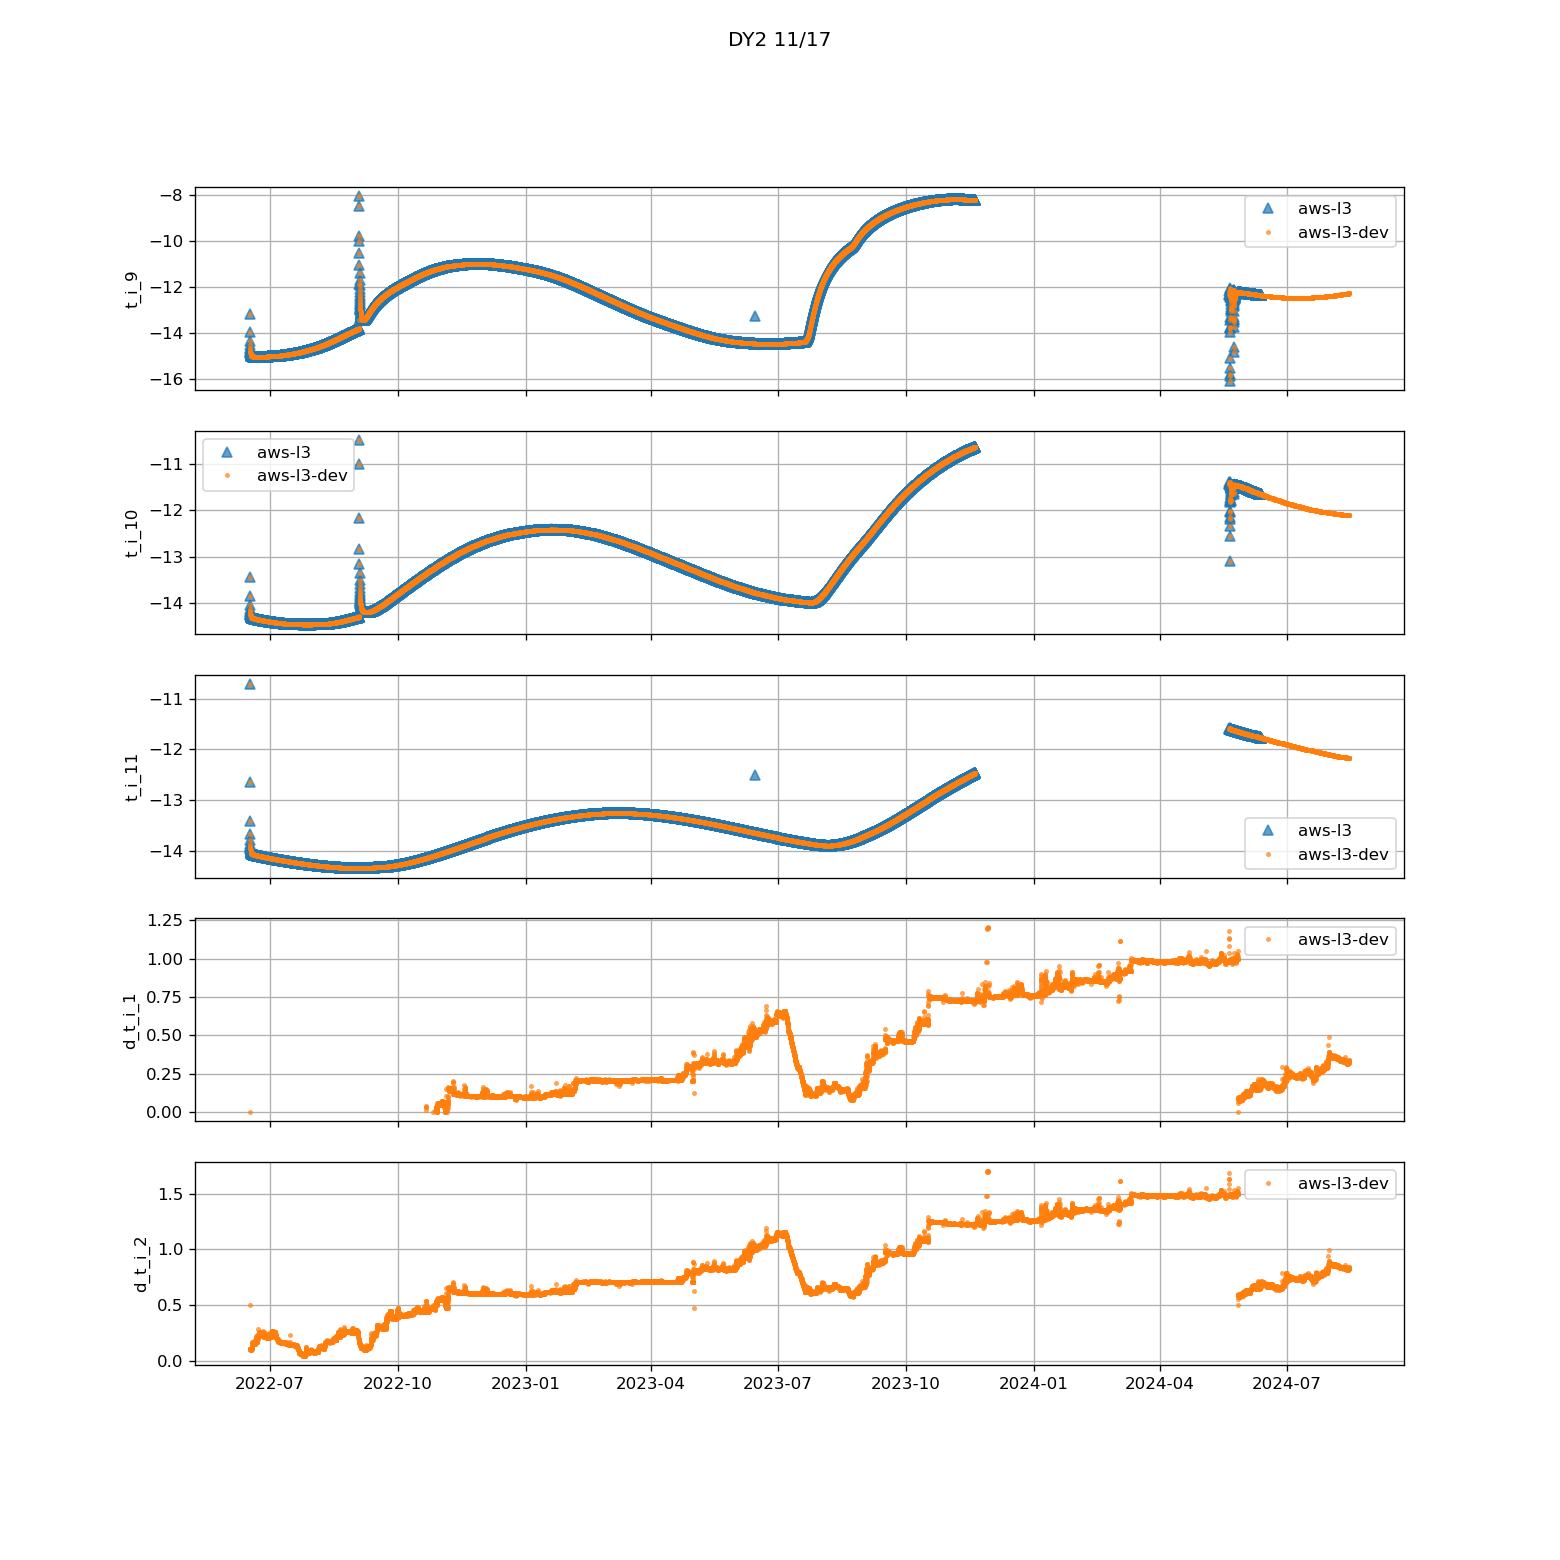 DY2 11/17
t_i_9
−8
−10
−12
−14
−16
aws-l3
aws-l3-dev
t_i_10
−11
−12
−13
−14
aws-l3
aws-l3-dev
t_i_11
−11
−12
−13
−14
aws-l3
aws-l3-dev
d_t_i_1
1.25
1.00
0.75
0.50
0.25
0.00
aws-l3-dev
d_t_i_2
1.5
1.0
0.5
0.0
aws-l3-dev
2022-07 2022-10 2023-01 2023-04 2023-07 2023-10 2024-01 2024-04 2024-07